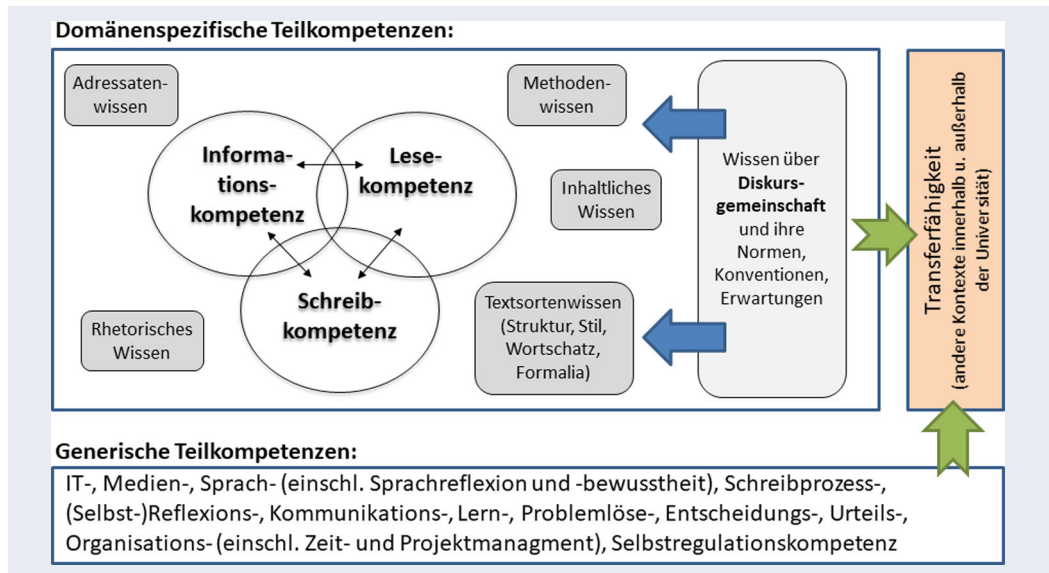 Domänenspezifische Teilkompetenzen:
Adressaten-
wissen
Informa-
tions-
kompetenz
Lese-
kompetenz
Schreib-
kompetenz
Rhetorisches
Wissen
Methoden-
wissen
Inhaltliches
Wissen
Textsortenwissen
(Struktur, Stil,
Wortschatz,
Formalia)
Wissen über
Diskurs-
gemeinschaft
und ihre
Normen,
Konventionen,
Erwartungen
Transferfähigkeit
(andere Kontexte innerhalb u. außerhalb
der Universität)
Generische Teilkompetenzen:
IT-, Medien-, Sprach- (einschl. Sprachreflexion und -bewusstheit), Schreibprozess-,
(Selbst-)Reflexions-, Kommunikations-, Lern-, Problemlöse-, Entscheidungs-, Urteils-,
Organisations- (einschl. Zeit- und Projektmanagment), Selbstregulationskompetenz